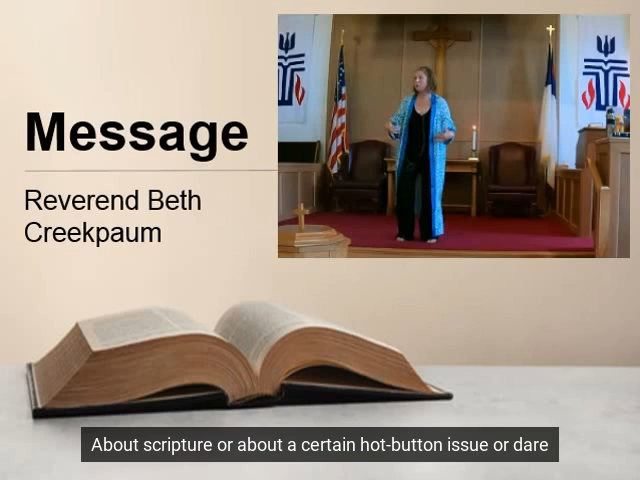 Message
Reverend Beth
Creekpaum
About scripture or about a certain hot-button issue or dare